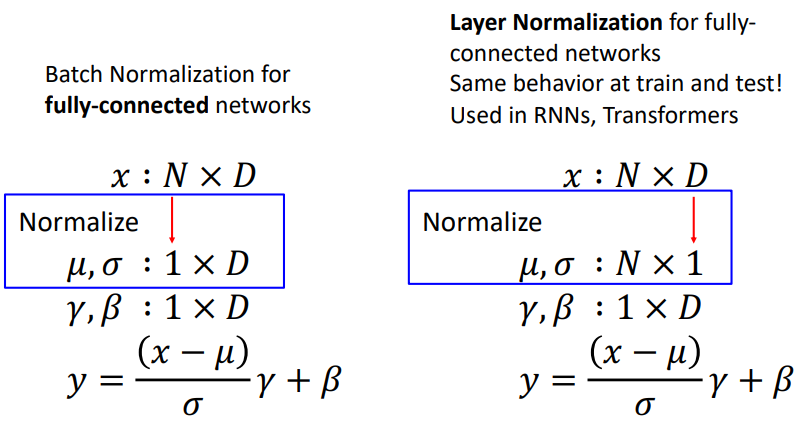 Batch Normalization for
fully-connected networks
x : N × D
Normalize
μ, σ : 1 × D
γ, β : 1 × D
y = (x − μ)/σ γ + β
Layer Normalization for fully-
connected networks
Same behavior at train and test!
Used in RNNs, Transformers
x : N × D
Normalize
μ, σ : N × 1
γ, β : 1 × D
y = (x − μ)/σ γ + β